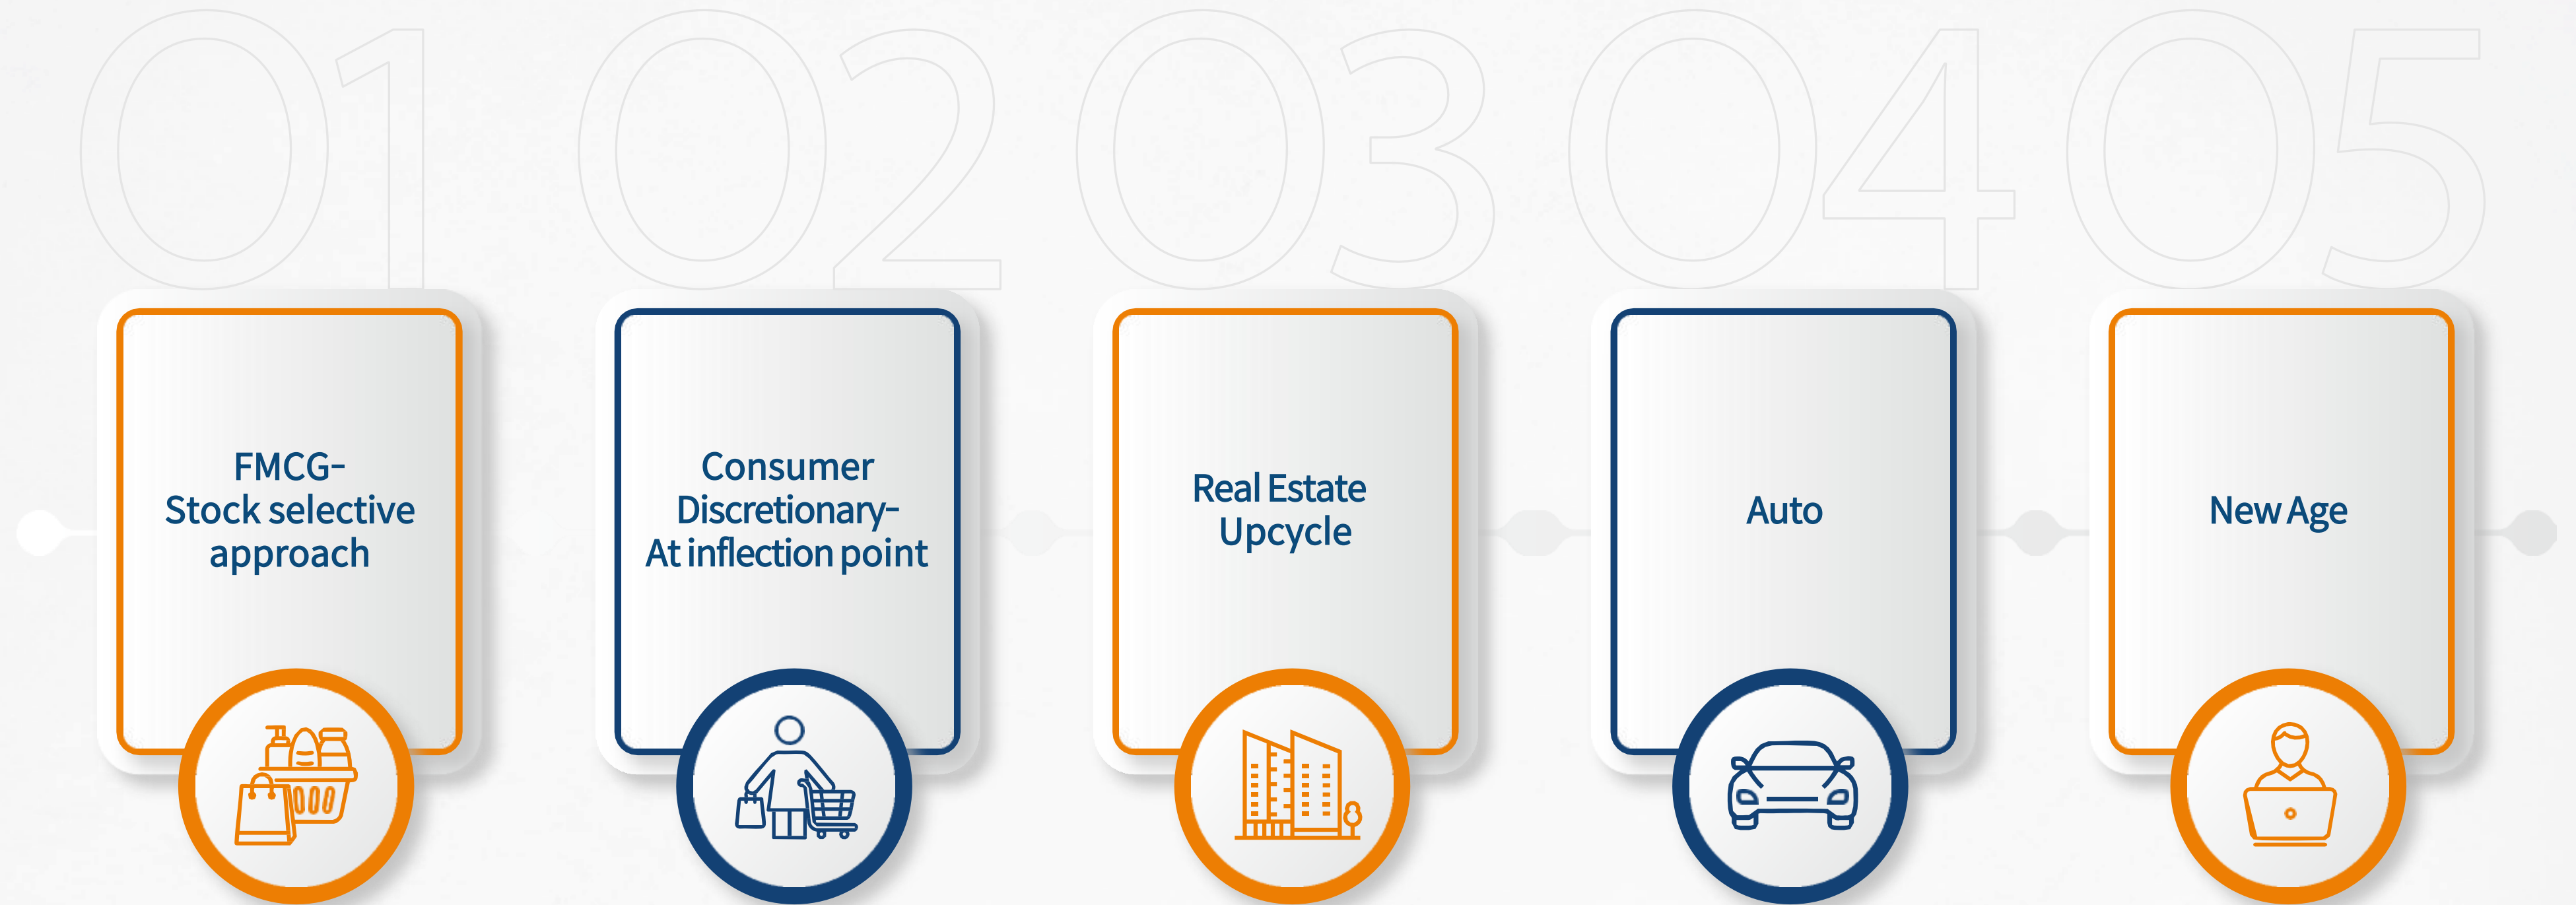 01
02
03
04
05
FMCG-
Stock selective
approach
Consumer
Discretionary-
At inflection point
Real Estate
Upcycle
Auto
New Age